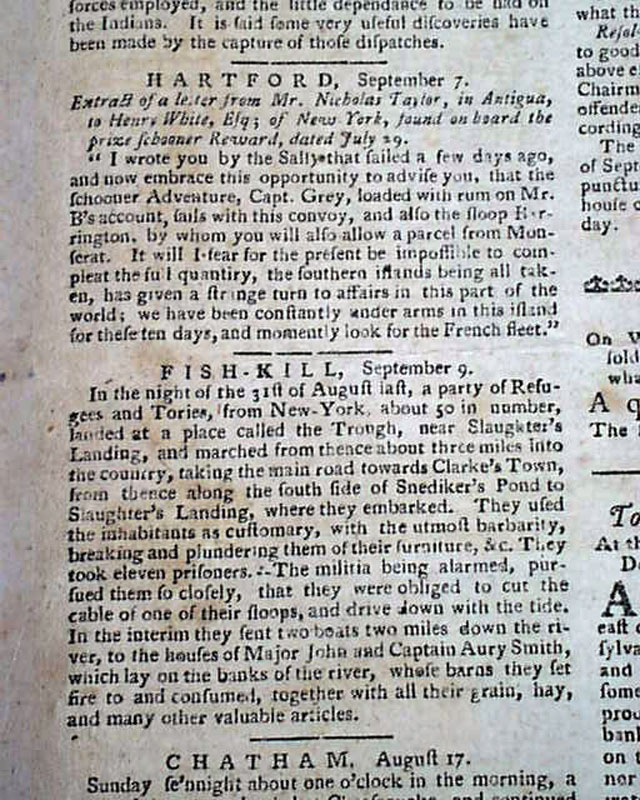 forces employed, and the little dependance to be had on
the Indians. It is ſaid ſome very uſeful diſcoveries have
been made by the capture of thoſe diſpatches.
HARTFORD, September 7.
Extract of a letter from Mr. Nicholas Taylor, in Antigua,
to Henry White, Eſq; of New York, found on board the
prize ſchooner Reward, dated July 29.
" I wrote you by the Sally that ſailed a few days ago,
and now embrace this opportunity to adviſe you, that the
ſchooner Adventure, Capt. Grey, loaded with rum on Mr.
B's account, ſails with this convoy, and also the ſloop
rington, by whom you will alſo allow a parcel from Mon-
ſerat. It will I fear for the preſent be impoſſible to com-
pleat the full quantiry, the ſouthern iſlands being all tak-
en, has given a ſtrange turn to affairs in this part of the
world; we have been conſtantly under arms in this iſland
for theſe ten days, and momently look for the French fleet."
FISH-KILL, September 9.
In the night of the 31ſt of Auguſt laſt, a party of Refu-
gees and Tories, from New-York, about 50 in number,
landed at a place called the Trough, near Slaughter's
Landing, and marched from thence about three miles into
the country, taking the main road towards Clarke's Town,
from thence along the ſouth ſide of Snediker's Pond to
Slaughter's Landing, where they embarked. They uſed
the inhabitants as cuſtomary, with the utmoſt barbarity,
breaking and plundering them of their furniture, &c. They
took eleven priſoners.—The militia being alarmed, pur-
ſued them ſo cloſely, that they were obliged to cut the
cable of one of their ſloops, and drive down with the tide.
In the interim they ſent two boats two miles down the ri-
ver, to the houſes of Major John and Captain Aury Smith,
which lay on the banks of the river, whoſe barns they ſet
fire to and conſumed, together with all their grain, hay,
and many other valuable articles.
CHATHAM, Auguſt 17.
Sunday ſe'nnight about one o'clock in the morning, a
what th
Reſol
to good
above e
Chairm
offende
cording
The
of Sept
punctu
houſe o
day.
On W
ſold
wha
A q
The
To
At th
D
A
eaſt o
ſylva
and
ſome
prou
bank
on t
nor